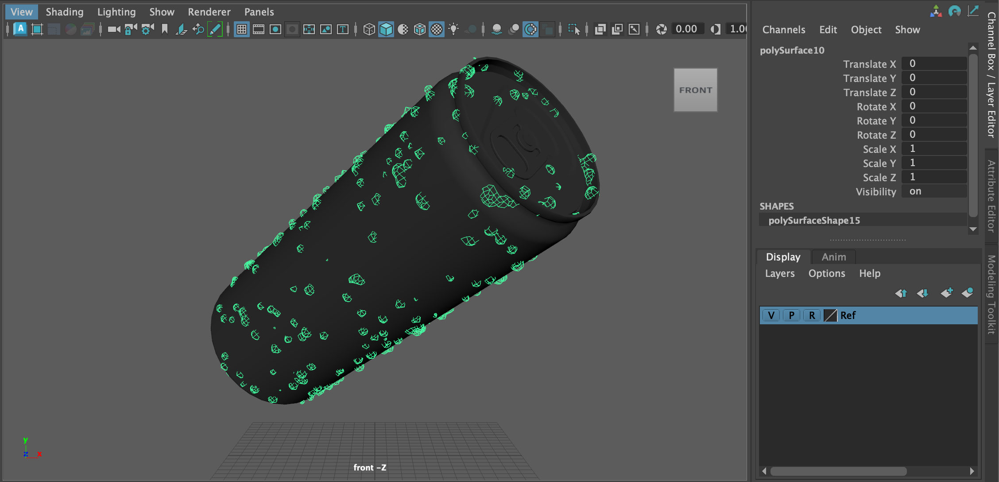 View Shading Lighting Show Renderer Panels
A T 0.00 1.00
FRONT
y
z x
front -Z
Channels Edit Object Show
polySurface10
Translate X 0
Translate Y 0
Translate Z 0
Rotate X 0
Rotate Y 0
Rotate Z 0
Scale X 1
Scale Y 1
Scale Z 1
Visibility on
SHAPES
polySurfaceShape15
Display Anim
Layers Options Help
V P R Ref
Channel Box / Layer Editor
Attribute Editor
Modeling Toolkit